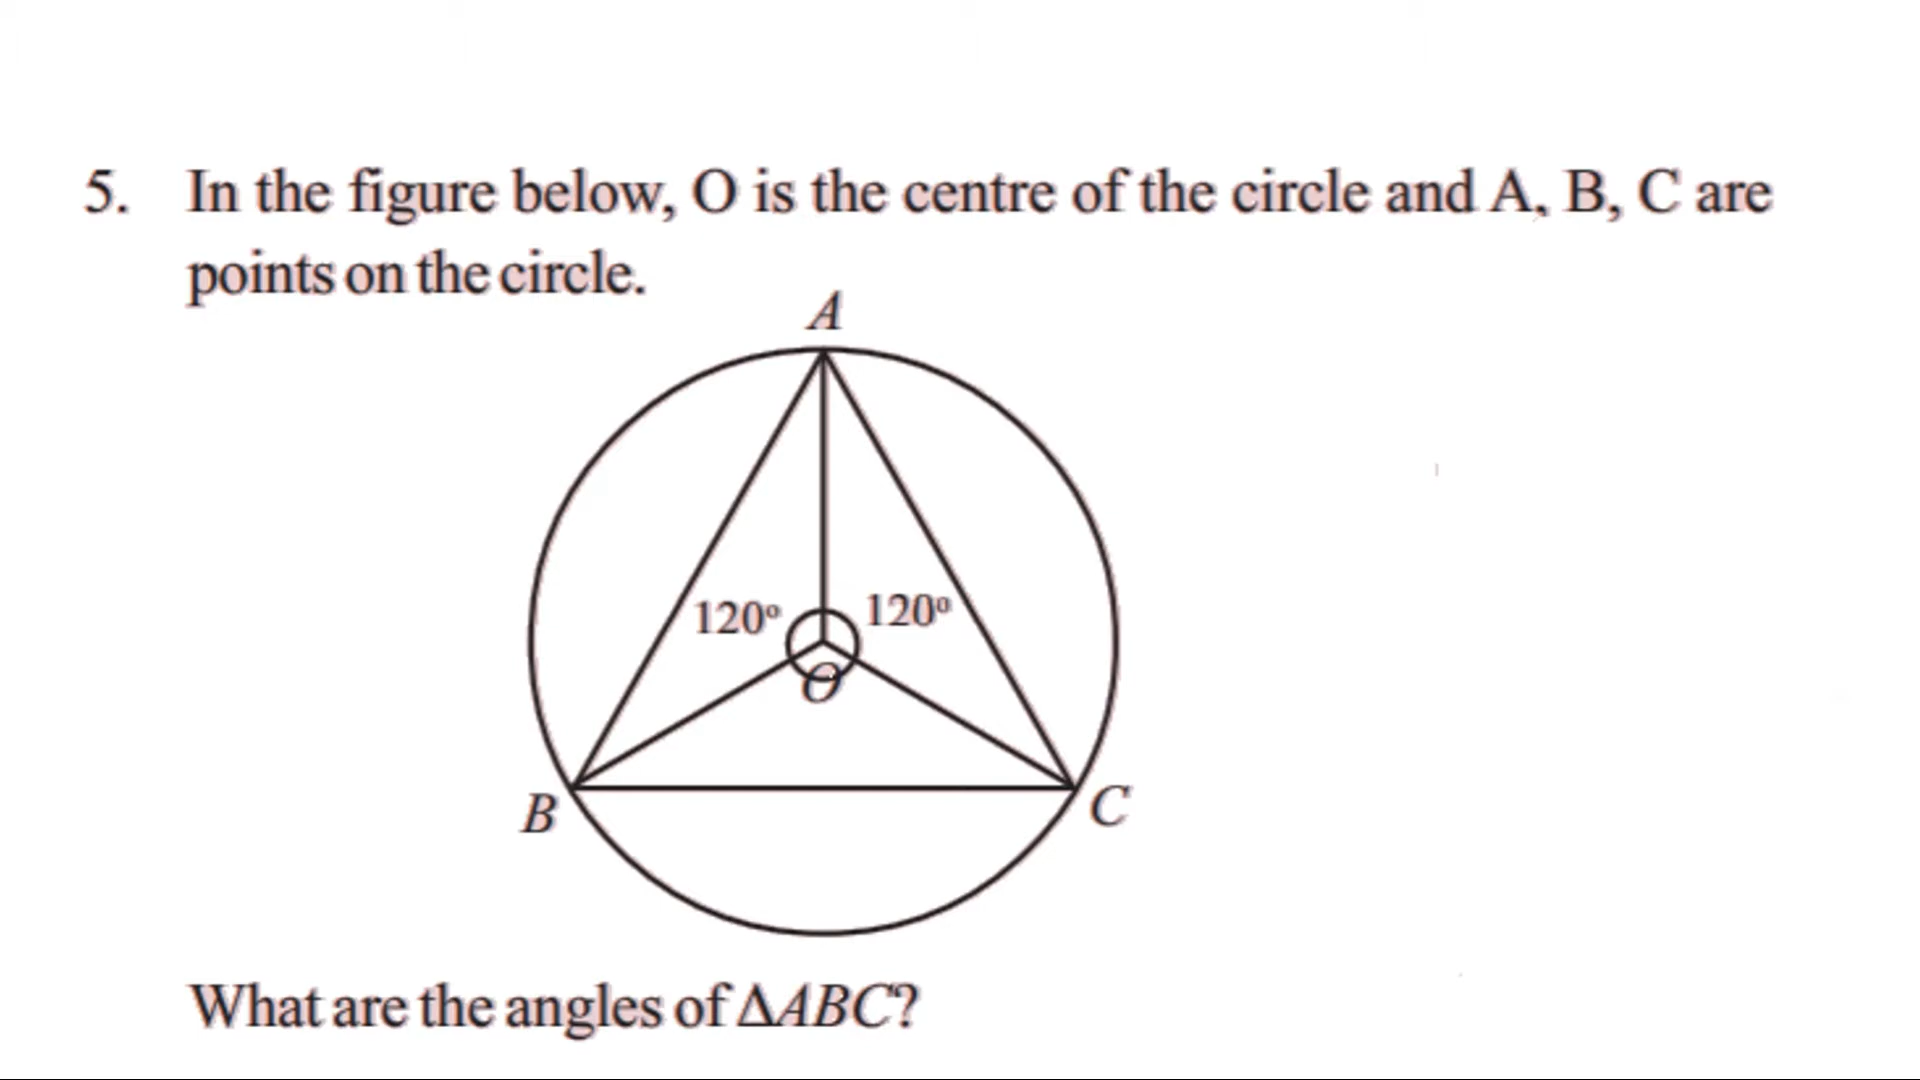 5. In the figure below, O is the centre of the circle and A, B, C are
points on the circle.
A
120° 120°
O
B C
What are the angles of ΔABC?